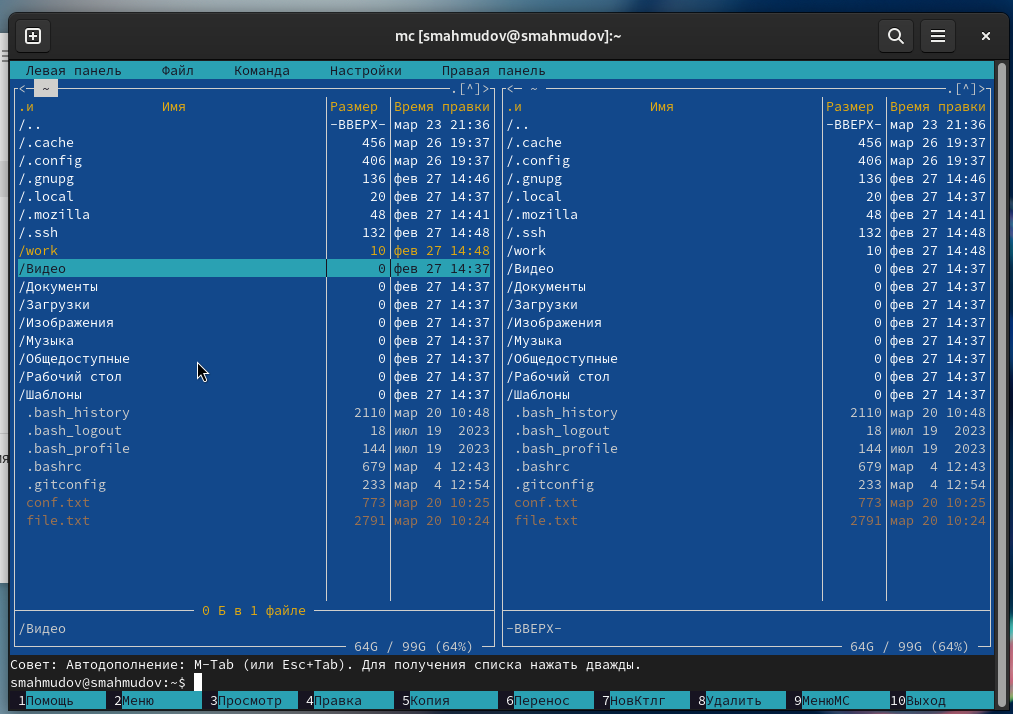 mc [smahmudov@smahmudov]:~
Левая панель Файл Команда Настройки Правая панель
<─ ~ .[^]> <─ ~ .[^]>
.и Имя Размер Время правки .и Имя Размер Время правки
/.. -ВВЕРХ- мар 23 21:36 /.. -ВВЕРХ- мар 23 21:36
/.cache 456 мар 26 19:37 /.cache 456 мар 26 19:37
/.config 406 мар 26 19:37 /.config 406 мар 26 19:37
/.gnupg 136 фев 27 14:46 /.gnupg 136 фев 27 14:46
/.local 20 фев 27 14:37 /.local 20 фев 27 14:37
/.mozilla 48 фев 27 14:41 /.mozilla 48 фев 27 14:41
/.ssh 132 фев 27 14:48 /.ssh 132 фев 27 14:48
/work 10 фев 27 14:48 /work 10 фев 27 14:48
/Видео 0 фев 27 14:37 /Видео 0 фев 27 14:37
/Документы 0 фев 27 14:37 /Документы 0 фев 27 14:37
/Загрузки 0 фев 27 14:37 /Загрузки 0 фев 27 14:37
/Изображения 0 фев 27 14:37 /Изображения 0 фев 27 14:37
/Музыка 0 фев 27 14:37 /Музыка 0 фев 27 14:37
/Общедоступные 0 фев 27 14:37 /Общедоступные 0 фев 27 14:37
/Рабочий стол 0 фев 27 14:37 /Рабочий стол 0 фев 27 14:37
/Шаблоны 0 фев 27 14:37 /Шаблоны 0 фев 27 14:37
.bash_history 2110 мар 20 10:48 .bash_history 2110 мар 20 10:48
.bash_logout 18 июл 19 2023 .bash_logout 18 июл 19 2023
.bash_profile 144 июл 19 2023 .bash_profile 144 июл 19 2023
.bashrc 679 мар 4 12:43 .bashrc 679 мар 4 12:43
.gitconfig 233 мар 4 12:54 .gitconfig 233 мар 4 12:54
conf.txt 773 мар 20 10:25 conf.txt 773 мар 20 10:25
file.txt 2791 мар 20 10:24 file.txt 2791 мар 20 10:24
0 Б в 1 файле
/Видео -ВВЕРХ-
64G / 99G (64%) 64G / 99G (64%)
Совет: Автодополнение: M-Tab (или Esc+Tab). Для получения списка нажать дважды.
smahmudov@smahmudov:~$
1Помощь 2Меню 3Просмотр 4Правка 5Копия 6Перенос 7НовКтлг 8Удалить 9МенюMC 10Выход